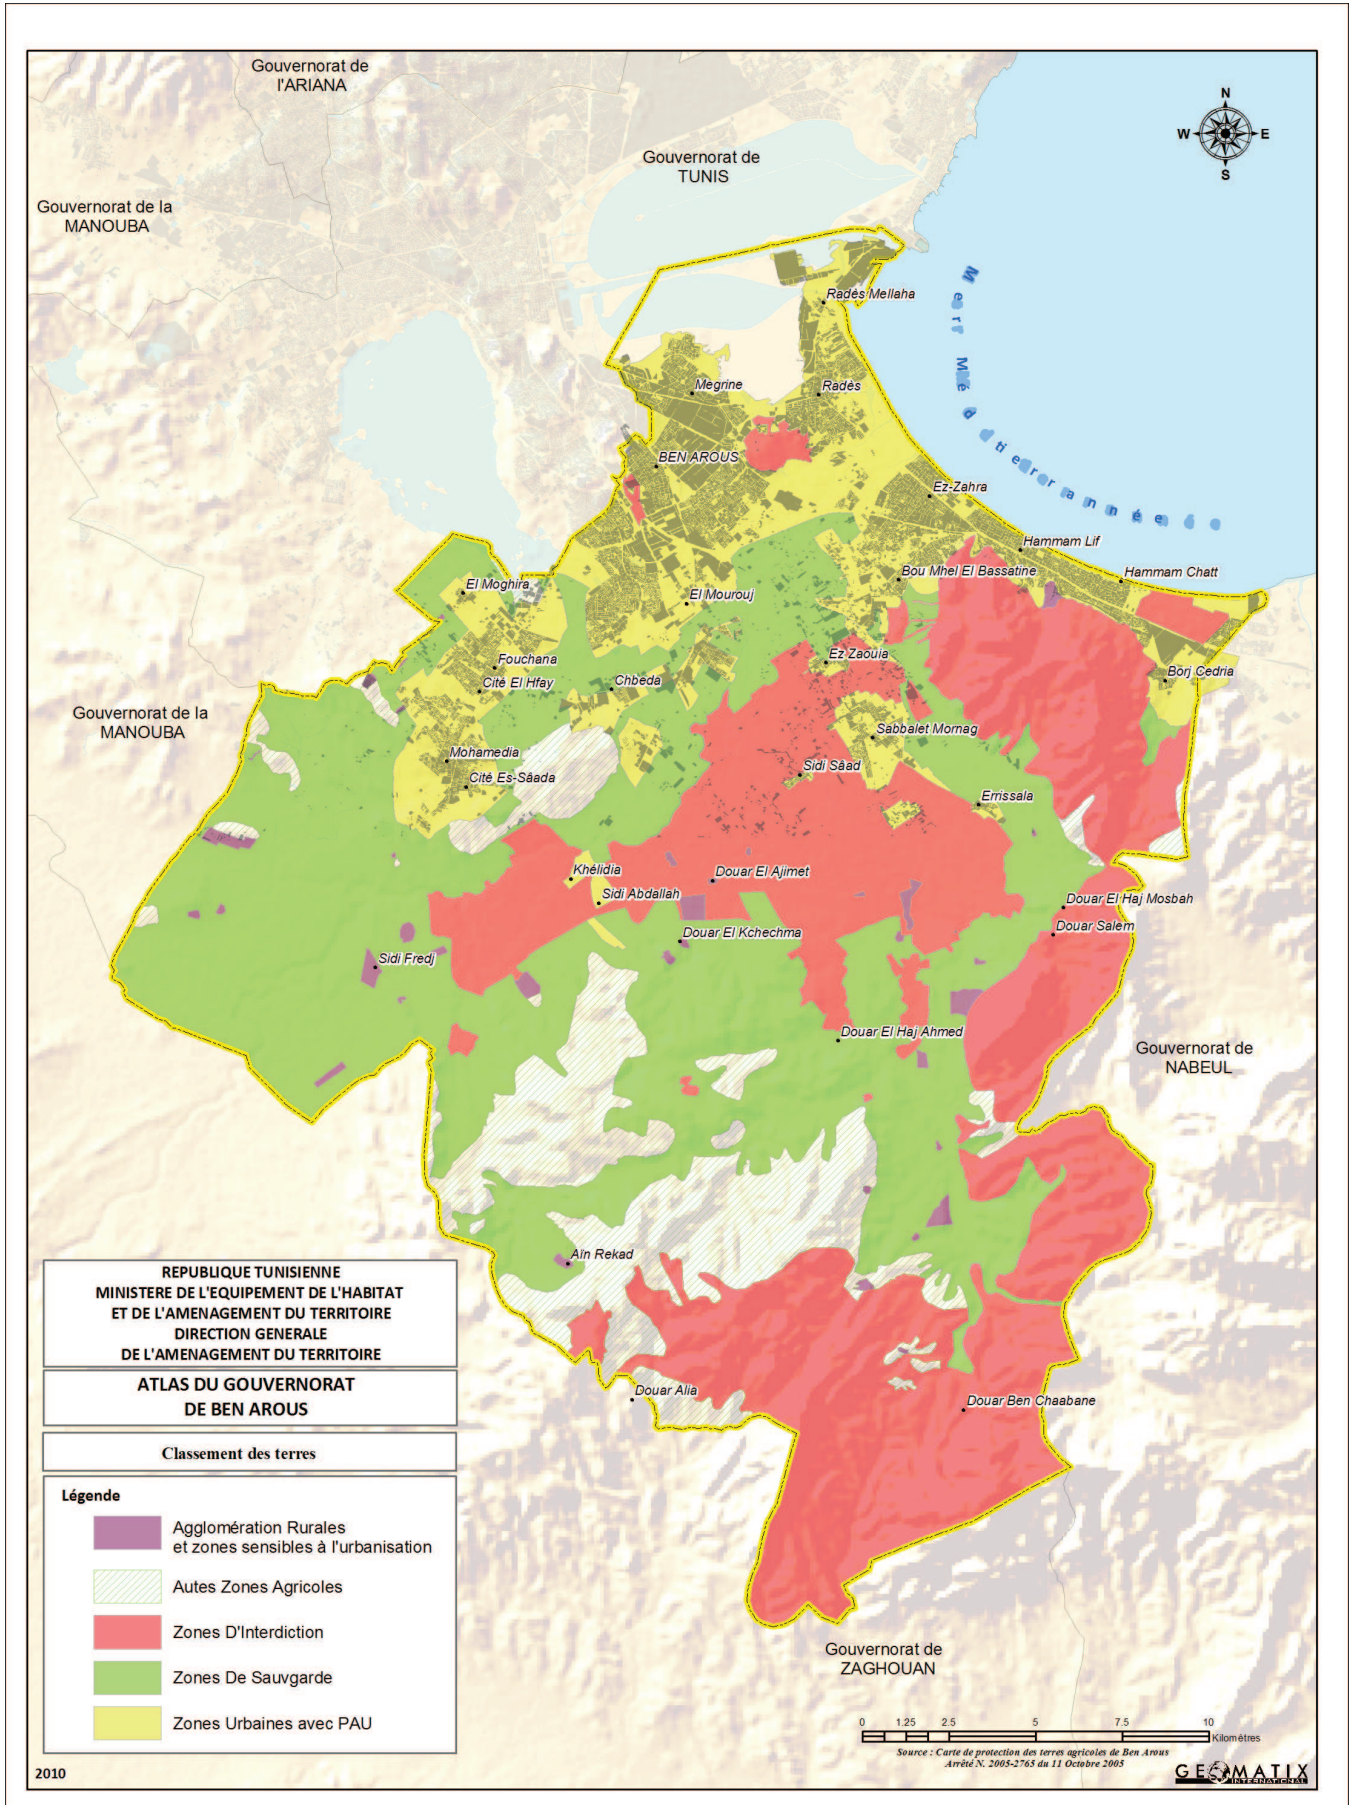 Gouvernorat de
l'ARIANA
N
W
E
S
Gouvernorat de
TUNIS
Gouvernorat de la
MANOUBA
Radès Mellaha
Merr Méditierrannée
Megrine
Radès
BEN AROUS
Ez-Zahra
Hammam Lif
Bou Mhel El Bassatine
Hammam Chatt
El Moghira
El Mourouj
Fouchana
Ez Zaouia
Borj Cedria
Cité El Hfay
Chbeda
Gouvernorat de la
MANOUBA
Sabbalet Mornag
Mohamedia
Sidi Sâad
Cité Es-Sâada
Errissala
Khélidia
Douar El Ajimet
Sidi Abdallah
Douar El Haj Mosbah
Douar Salem
Douar El Kchechma
Sidi Fredj
Douar El Haj Ahmed
Gouvernorat de
NABEUL
Aïn Rekad
Douar Alia
Douar Ben Chaabane
REPUBLIQUE TUNISIENNE
MINISTERE DE L'EQUIPEMENT DE L'HABITAT
ET DE L'AMENAGEMENT DU TERRITOIRE
DIRECTION GENERALE
DE L'AMENAGEMENT DU TERRITOIRE
ATLAS DU GOUVERNORAT
DE BEN AROUS
Classement des terres
Légende
Agglomération Rurales
et zones sensibles à l'urbanisation
Autes Zones Agricoles
Zones D'Interdiction
Zones De Sauvgarde
Zones Urbaines avec PAU
2010
Gouvernorat de
ZAGHOUAN
0 1.25 2.5 5 7.5 10
Kilométres
Source : Carte de protection des terres agricoles de Ben Arous
Arrêté N. 2005-2765 du 11 Octobre 2005
GEOMATIX
INTERNATIONAL